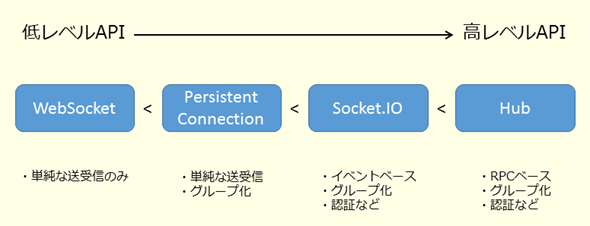 低レベルAPI
高レベルAPI
WebSocket
<
Persistent
Connection
<
Socket.IO
<
Hub
・単純な送受信のみ
・単純な送受信
・グループ化
・イベントベース
・グループ化
・認証など
・RPCベース
・グループ化
・認証など